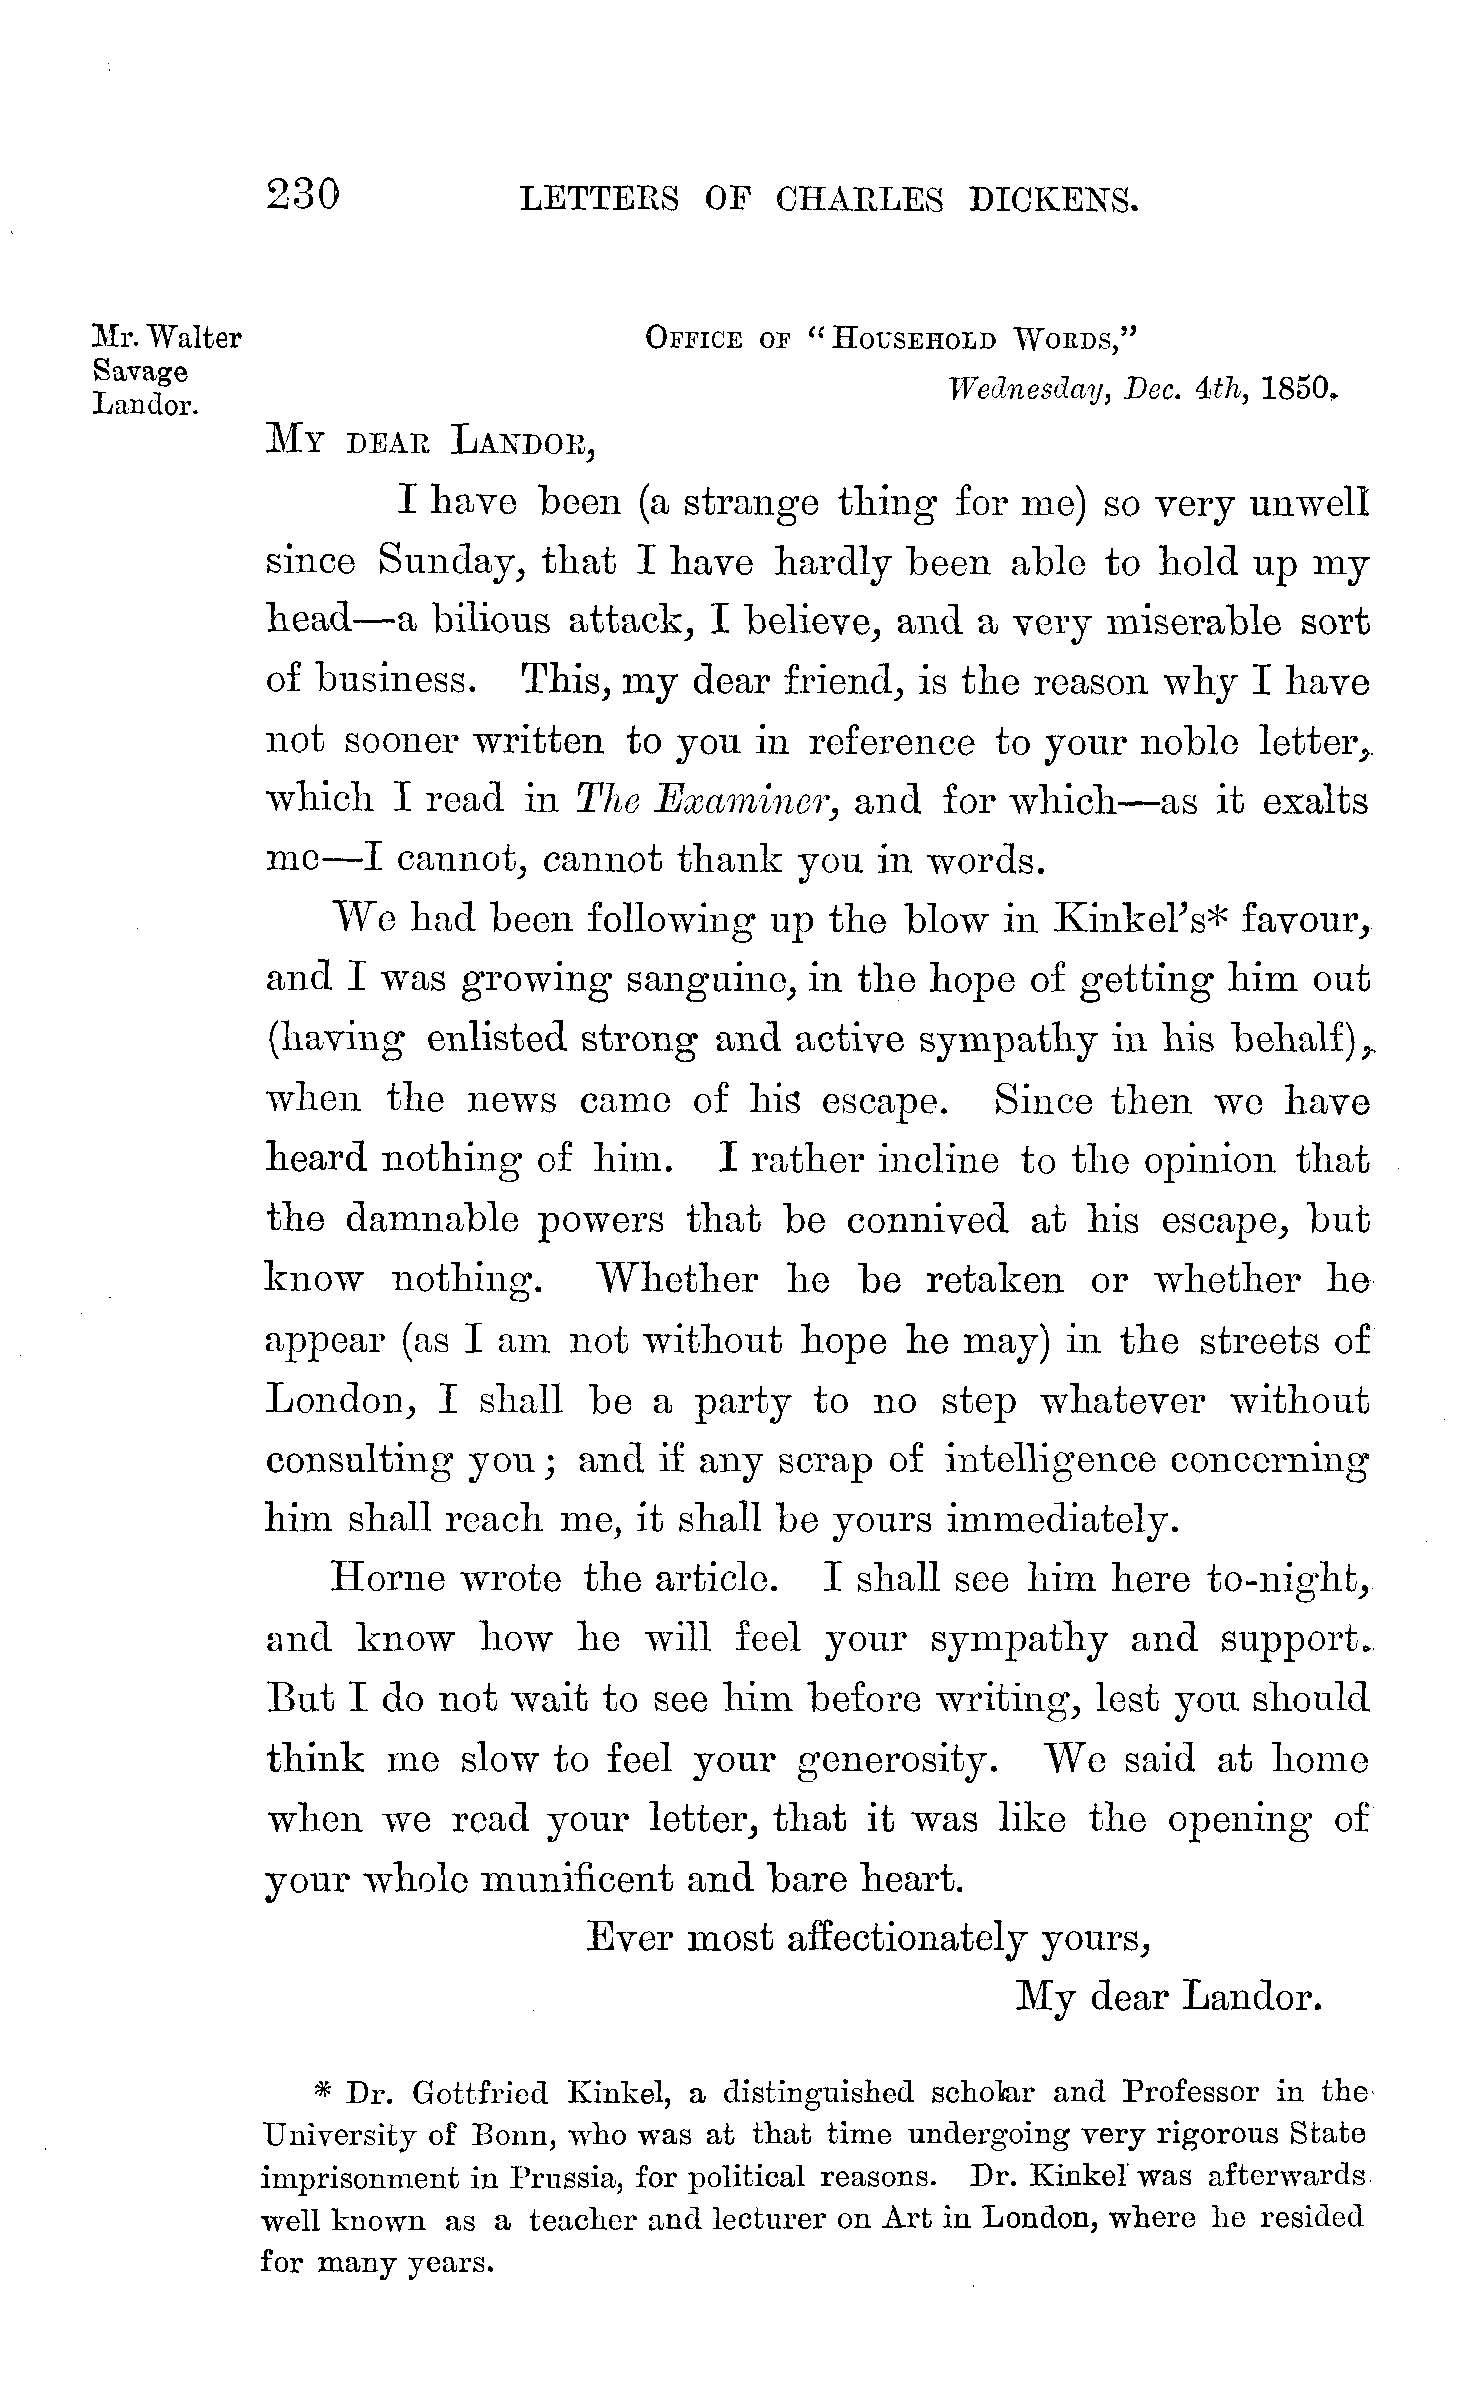 230 LETTERS OF CHARLES DICKENS.
Mr. Walter
Savage
Landor.
OFFICE OF "HOUSEHOLD WORDS,"
Wednesday, Dec. 4th, 1850.
MY DEAR LANDOR,
I have been (a strange thing for me) so very unwell
since Sunday, that I have hardly been able to hold up my
head—a bilious attack, I believe, and a very miserable sort
of business. This, my dear friend, is the reason why I have
not sooner written to you in reference to your noble letter,
which I read in The Examiner, and for which—as it exalts
me—I cannot, cannot thank you in words.
We had been following up the blow in Kinkel's* favour,
and I was growing sanguine, in the hope of getting him out
(having enlisted strong and active sympathy in his behalf),
when the news came of his escape. Since then we have
heard nothing of him. I rather incline to the opinion that
the damnable powers that be connived at his escape, but
know nothing. Whether he be retaken or whether he
appear (as I am not without hope he may) in the streets of
London, I shall be a party to no step whatever without
consulting you; and if any scrap of intelligence concerning
him shall reach me, it shall be yours immediately.
Horne wrote the article. I shall see him here to-night,
and know how he will feel your sympathy and support.
But I do not wait to see him before writing, lest you should
think me slow to feel your generosity. We said at home
when we read your letter, that it was like the opening of
your whole munificent and bare heart.
Ever most affectionately yours,
My dear Landor.
* Dr. Gottfried Kinkel, a distinguished scholar and Professor in the
University of Bonn, who was at that time undergoing very rigorous State
imprisonment in Prussia, for political reasons. Dr. Kinkel was afterwards
well known as a teacher and lecturer on Art in London, where he resided
for many years.